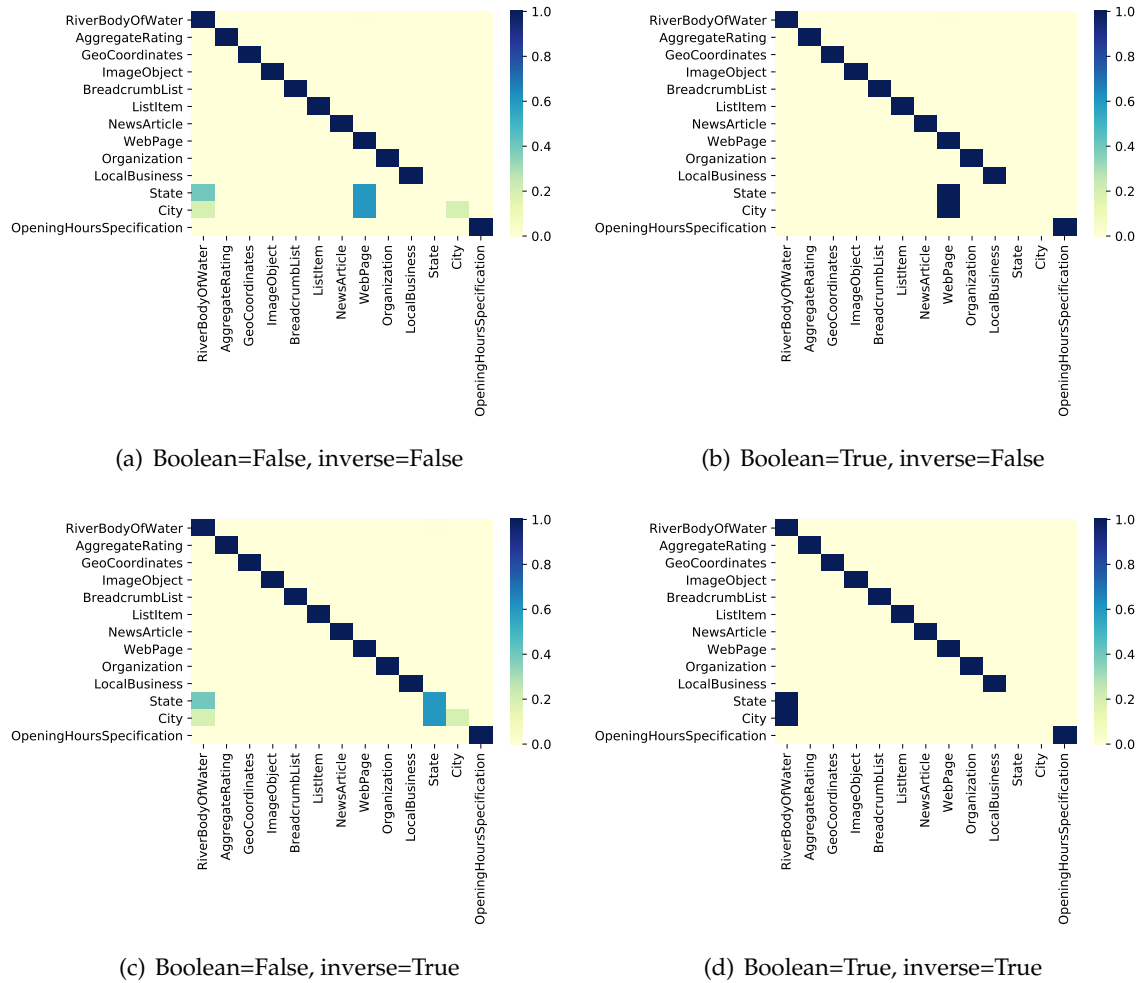 RiverBodyOfWater
AggregateRating
GeoCoordinates
ImageObject
BreadcrumbList
ListItem
NewsArticle
WebPage
Organization
LocalBusiness
State
City
OpeningHoursSpecification
RiverBodyOfWater
AggregateRating
GeoCoordinates
ImageObject
BreadcrumbList
ListItem
NewsArticle
WebPage
Organization
LocalBusiness
State
City
OpeningHoursSpecification
1.0
0.8
0.6
0.4
0.2
0.0
(a) Boolean=False, inverse=False
RiverBodyOfWater
AggregateRating
GeoCoordinates
ImageObject
BreadcrumbList
ListItem
NewsArticle
WebPage
Organization
LocalBusiness
State
City
OpeningHoursSpecification
RiverBodyOfWater
AggregateRating
GeoCoordinates
ImageObject
BreadcrumbList
ListItem
NewsArticle
WebPage
Organization
LocalBusiness
State
City
OpeningHoursSpecification
1.0
0.8
0.6
0.4
0.2
0.0
(b) Boolean=True, inverse=False
RiverBodyOfWater
AggregateRating
GeoCoordinates
ImageObject
BreadcrumbList
ListItem
NewsArticle
WebPage
Organization
LocalBusiness
State
City
OpeningHoursSpecification
RiverBodyOfWater
AggregateRating
GeoCoordinates
ImageObject
BreadcrumbList
ListItem
NewsArticle
WebPage
Organization
LocalBusiness
State
City
OpeningHoursSpecification
1.0
0.8
0.6
0.4
0.2
0.0
(c) Boolean=False, inverse=True
RiverBodyOfWater
AggregateRating
GeoCoordinates
ImageObject
BreadcrumbList
ListItem
NewsArticle
WebPage
Organization
LocalBusiness
State
City
OpeningHoursSpecification
RiverBodyOfWater
AggregateRating
GeoCoordinates
ImageObject
BreadcrumbList
ListItem
NewsArticle
WebPage
Organization
LocalBusiness
State
City
OpeningHoursSpecification
1.0
0.8
0.6
0.4
0.2
0.0
(d) Boolean=True, inverse=True